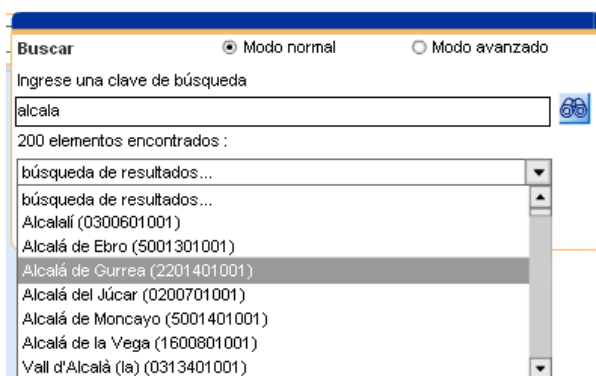 Buscar Modo normal Modo avanzado
Ingrese una clave de búsqueda
alcala
200 elementos encontrados :
búsqueda de resultados...
búsqueda de resultados...
Alcalalí (0300601001)
Alcalá de Ebro (5001301001)
Alcalá de Gurrea (2201401001)
Alcalá del Júcar (0200701001)
Alcalá de Moncayo (5001401001)
Alcalá de la Vega (1600801001)
Vall d'Alcalà (la) (0313401001)